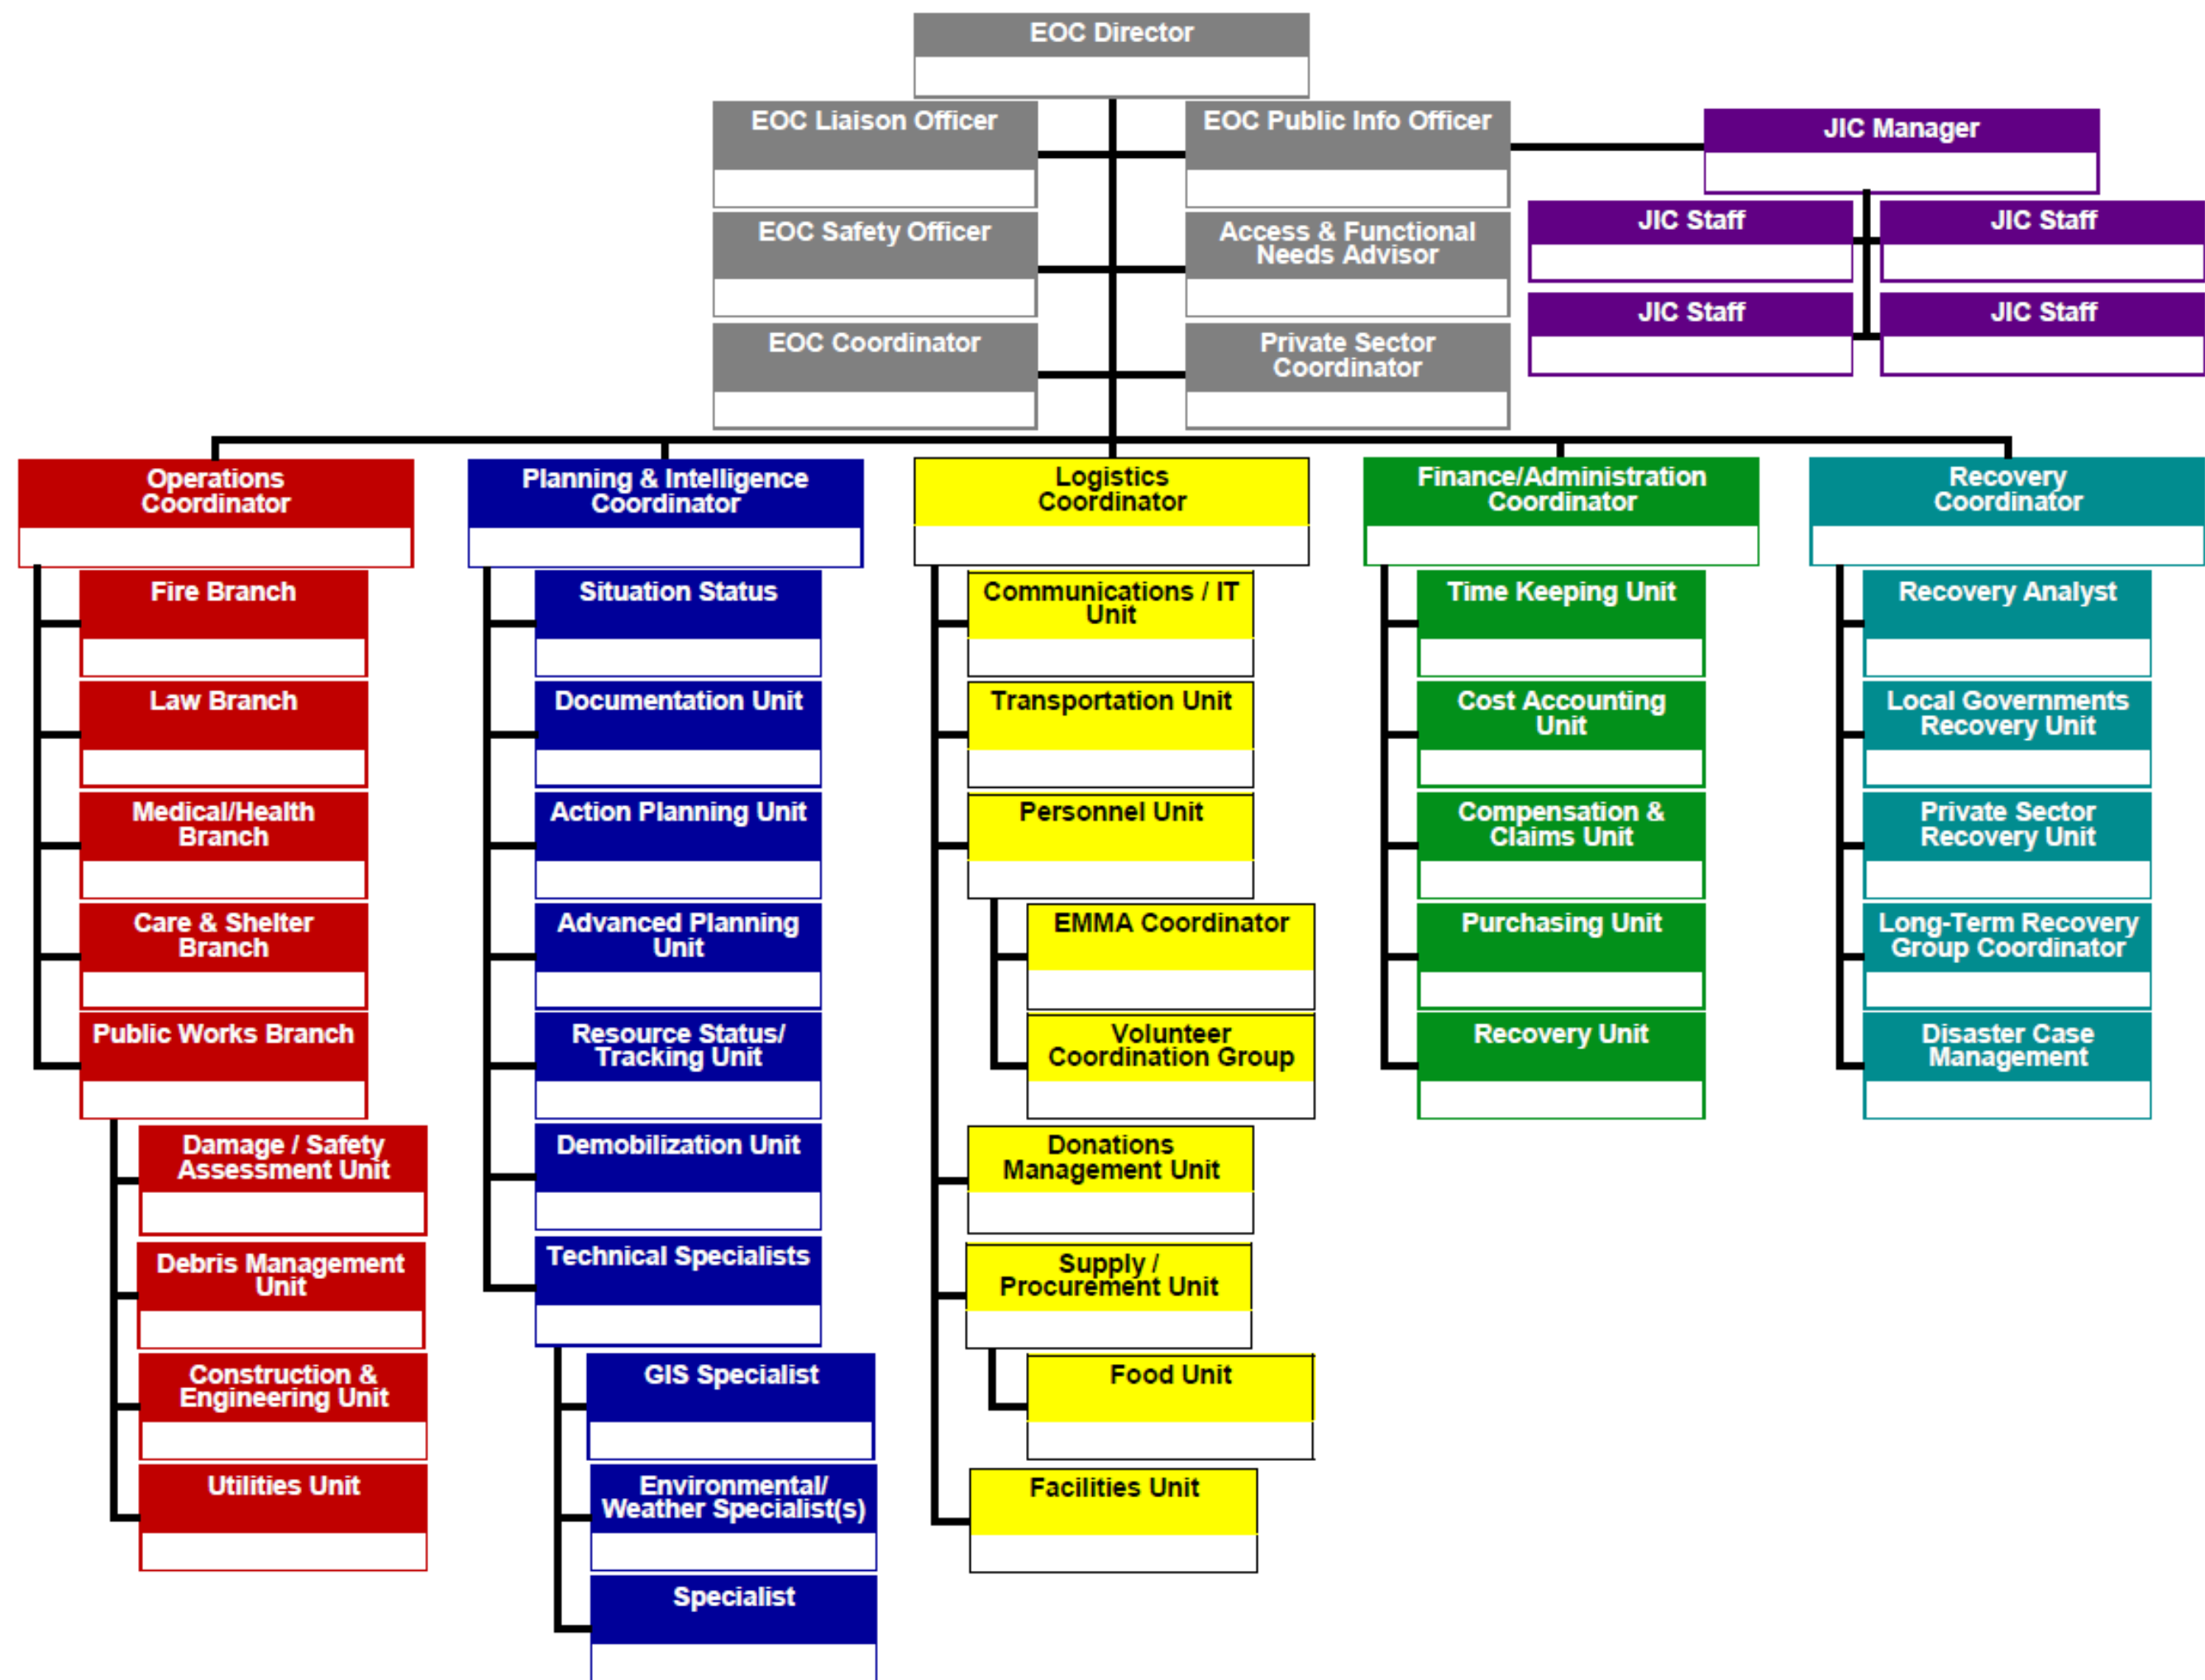 EOC Director
EOC Liaison Officer
EOC Public Info Officer
JIC Manager
EOC Safety Officer
Access & Functional
Needs Advisor
JIC Staff
JIC Staff
JIC Staff
JIC Staff
EOC Coordinator
Private Sector
Coordinator
Operations
Coordinator
Fire Branch
Law Branch
Medical/Health
Branch
Care & Shelter
Branch
Public Works Branch
Damage / Safety
Assessment Unit
Debris Management
Unit
Construction &
Engineering Unit
Utilities Unit
Planning & Intelligence
Coordinator
Situation Status
Documentation Unit
Action Planning Unit
Advanced Planning
Unit
Resource Status/
Tracking Unit
Demobilization Unit
Technical Specialists
GIS Specialist
Environmental/
Weather Specialist(s)
Specialist
Logistics
Coordinator
Communications / IT
Unit
Transportation Unit
Personnel Unit
EMMA Coordinator
Volunteer
Coordination Group
Donations
Management Unit
Supply /
Procurement Unit
Food Unit
Facilities Unit
Finance/Administration
Coordinator
Time Keeping Unit
Cost Accounting
Unit
Compensation &
Claims Unit
Purchasing Unit
Recovery Unit
Recovery
Coordinator
Recovery Analyst
Local Governments
Recovery Unit
Private Sector
Recovery Unit
Long-Term Recovery
Group Coordinator
Disaster Case
Management